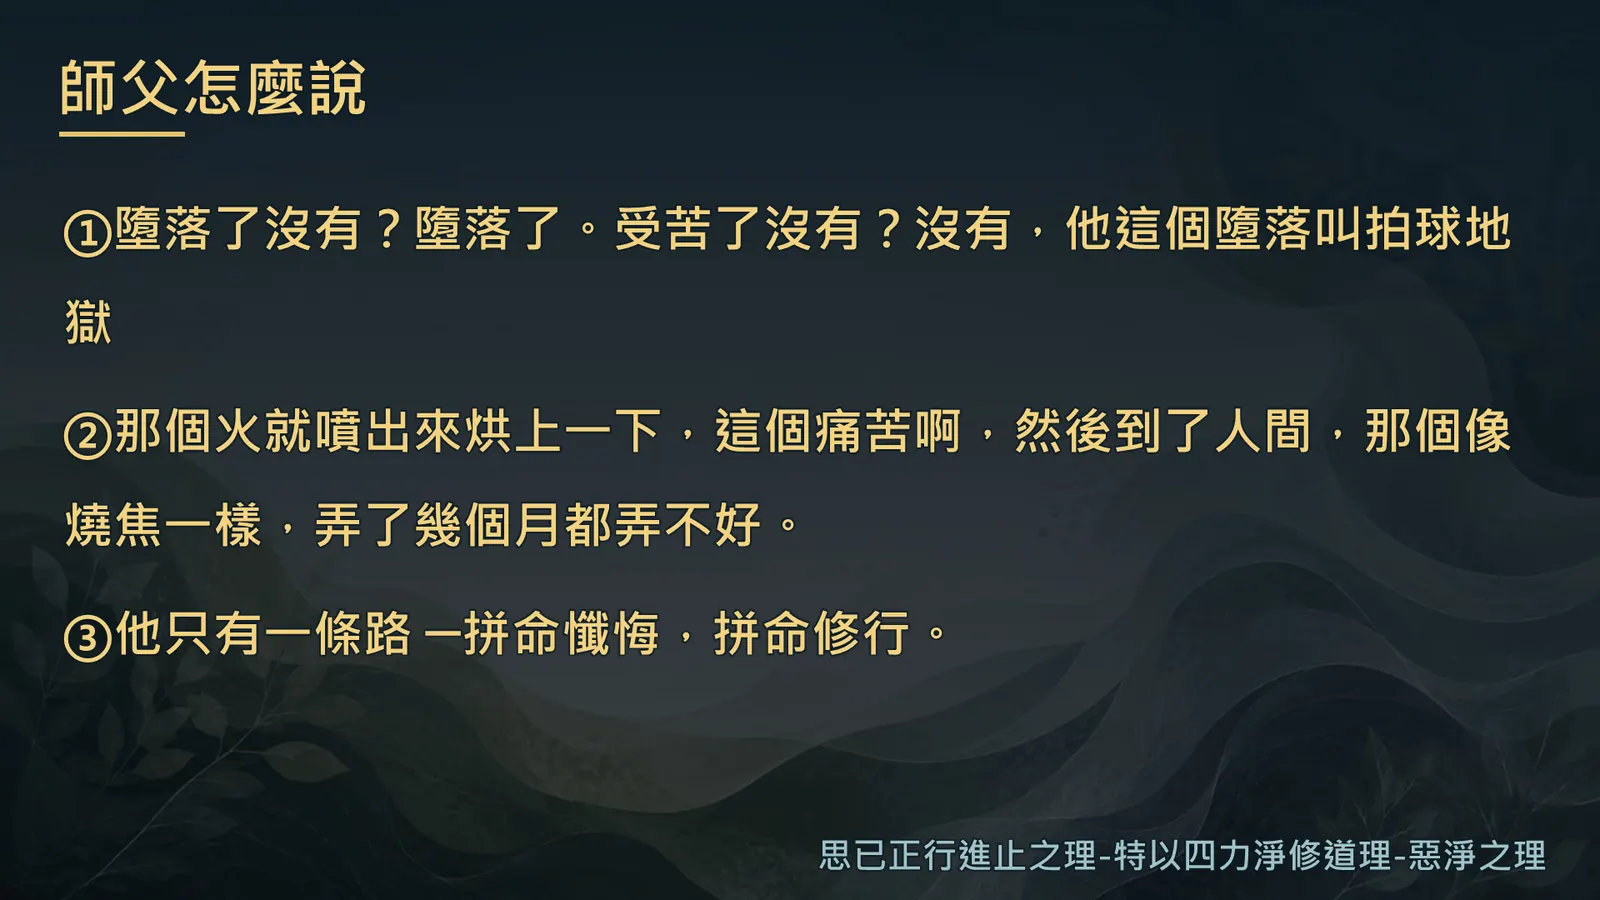 師父怎麼說
①墮落了沒有？墮落了。受苦了沒有？沒有，他這個墮落叫拍球地
獄
②那個火就噴出來烘上一下，這個痛苦啊，然後到了人間，那個像
燒焦一樣，弄了幾個月都弄不好。
③他只有一條路 —拼命懺悔，拼命修行。
思已正行進止之理-特以四力淨修道理-惡淨之理